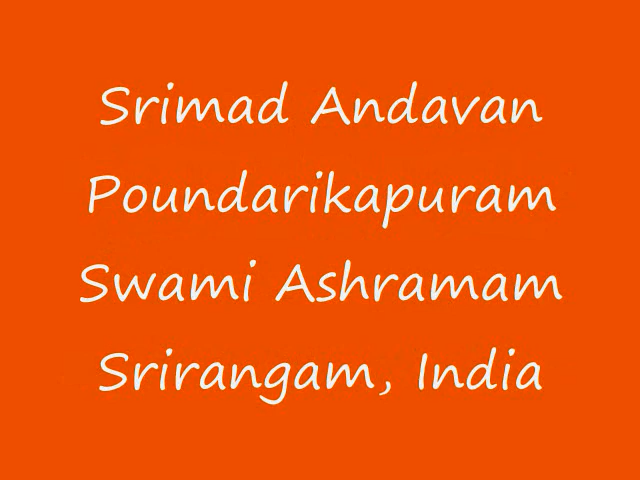 Srimad Andavan
Poundarikapuram
Swami Ashramam
Srirangam, India